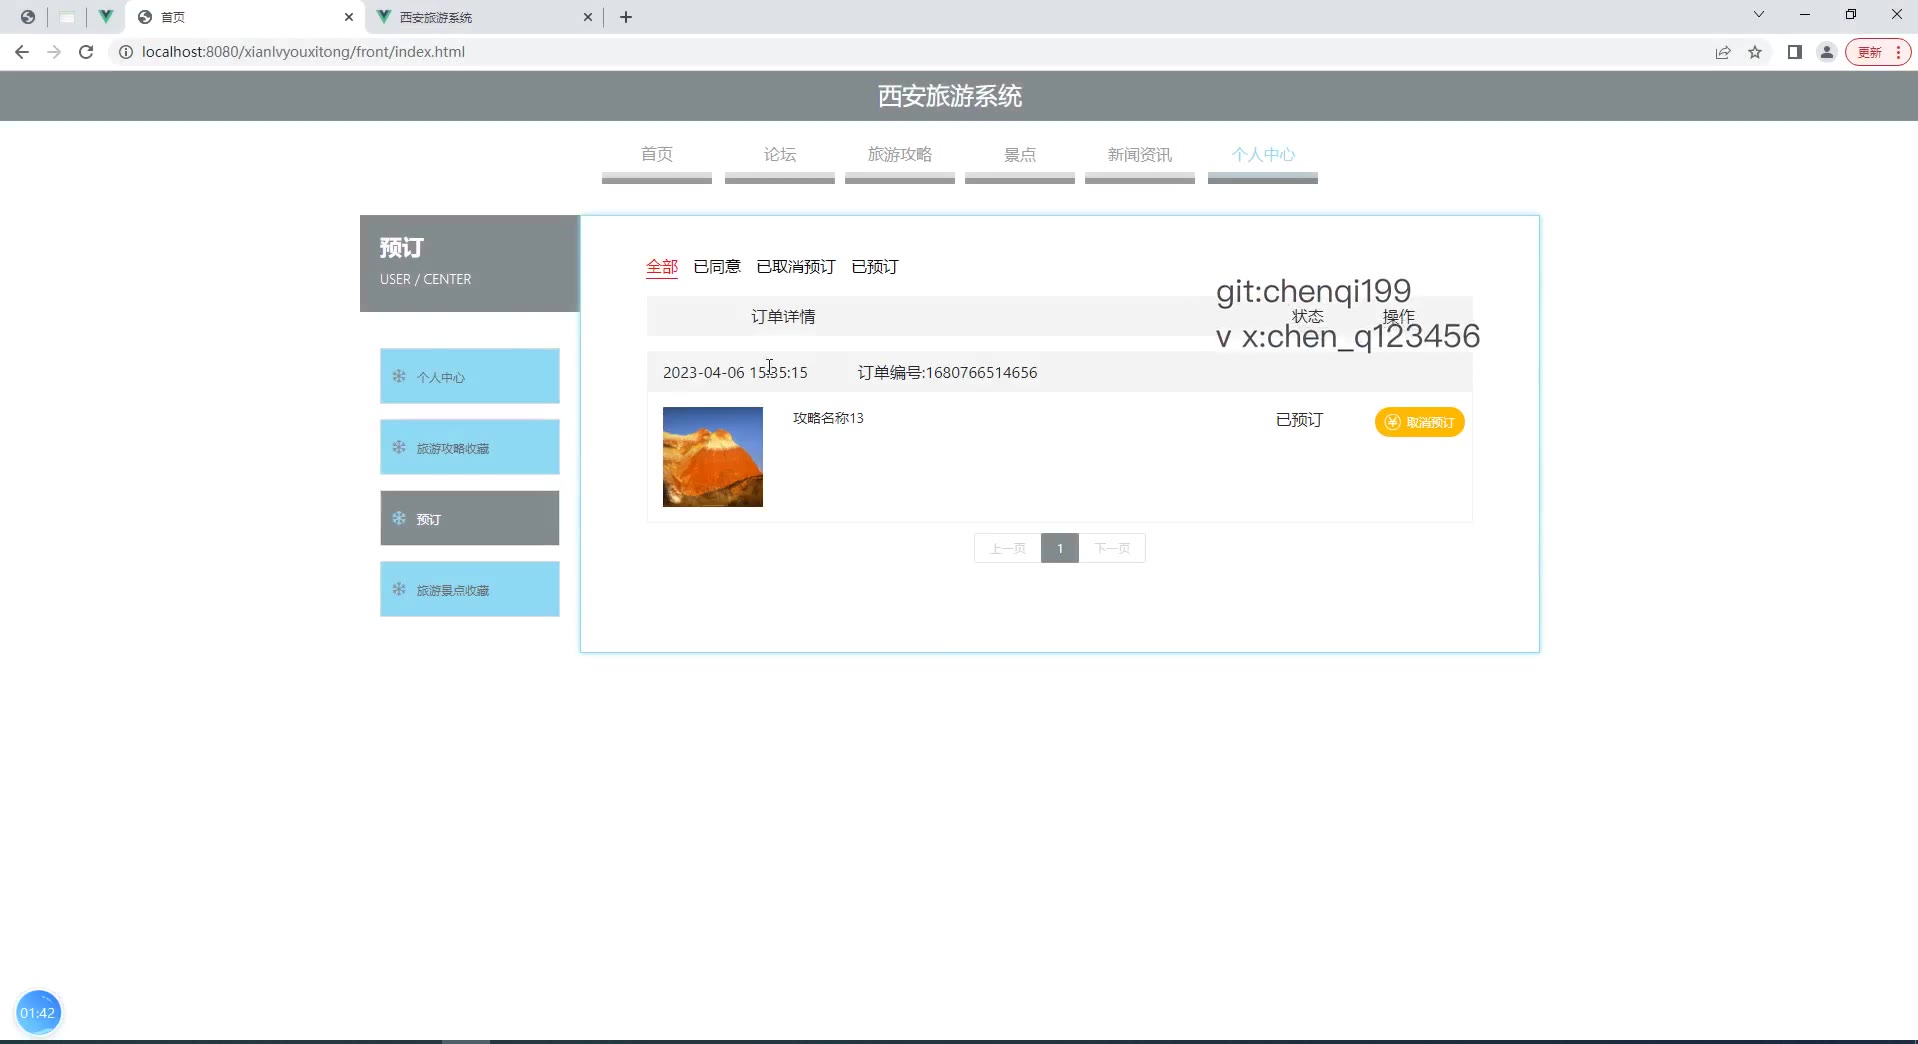 首页
西安旅游系统
localhost:8080/xianlvyouxitong/front/index.html
更新
西安旅游系统
首页 论坛 旅游攻略 景点 新闻资讯 个人中心
预订
USER / CENTER
个人中心
旅游攻略收藏
预订
旅游景点收藏
全部 已同意 已取消预订 已预订
git:chenqi199
订单详情 状态 操作
v x:chen_q123456
2023-04-06 15:35:15 订单编号:1680766514656
攻略名称13 已预订 取消预订
上一页 1 下一页
01:42